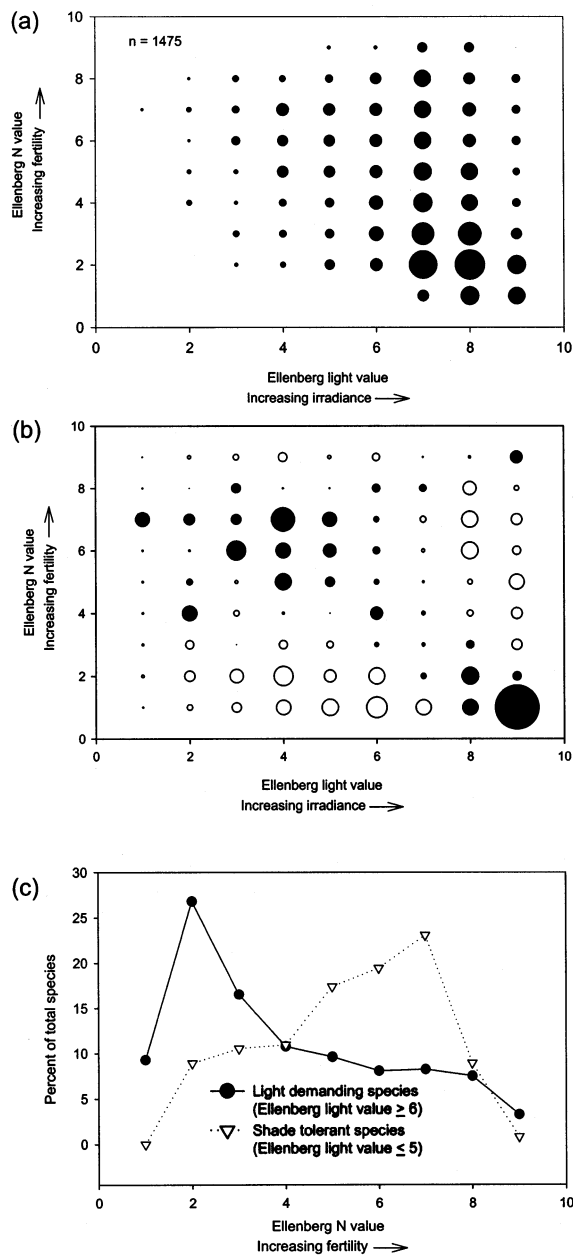 (a)
n = 1475
10
8
6
4
2
0
Ellenberg N value
Increasing fertility
0 2 4 6 8 10
Ellenberg light value
Increasing irradiance
(b)
10
8
6
4
2
0
Ellenberg N value
Increasing fertility
0 2 4 6 8 10
Ellenberg light value
Increasing irradiance
(c)
30
25
20
15
10
5
0
Percent of total species
Light demanding species
(Ellenberg light value ≥ 6)
Shade tolerant species
(Ellenberg light value ≤ 5)
0 2 4 6 8 10
Ellenberg N value
Increasing fertility